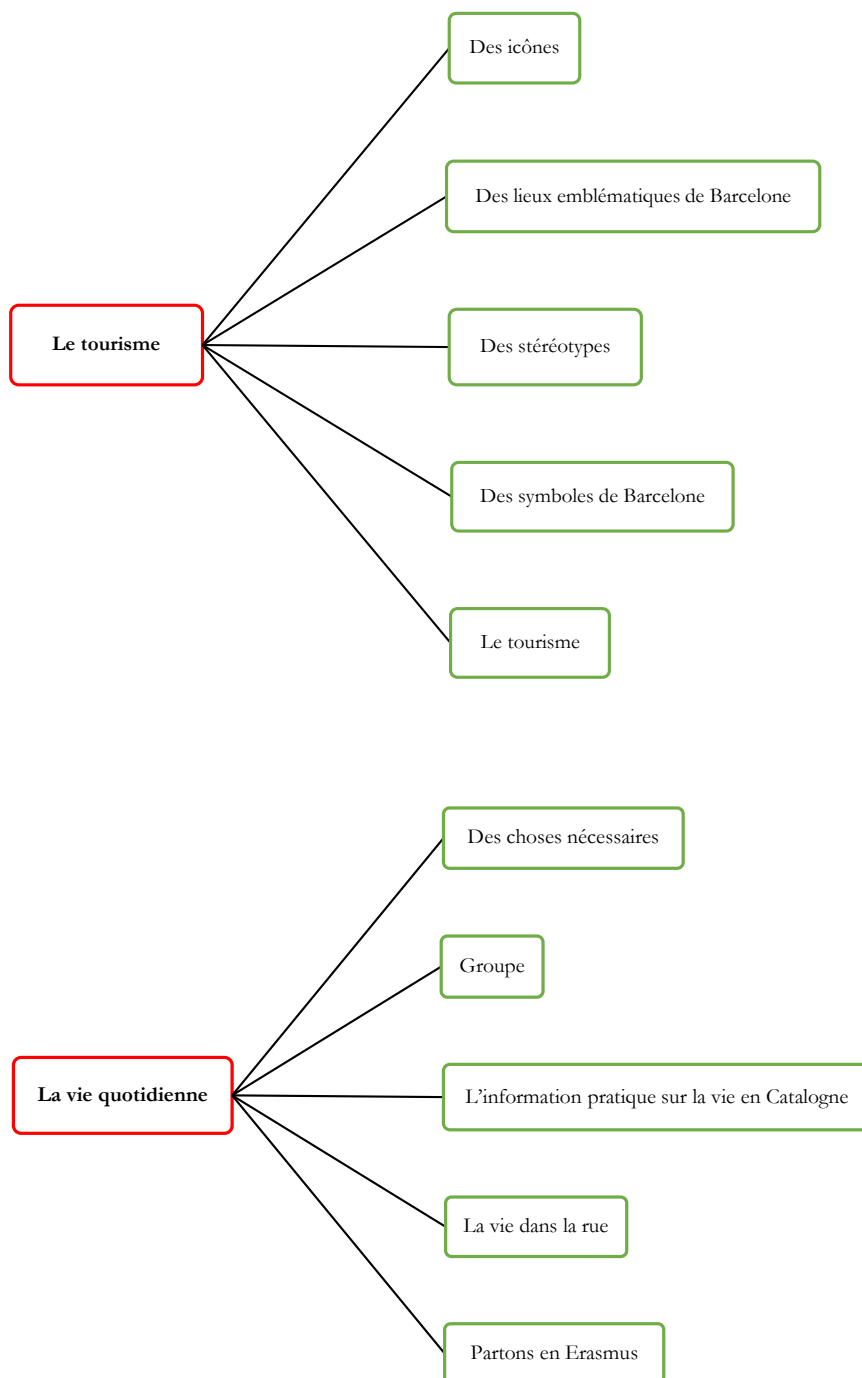 Des icônes
Des lieux emblématiques de Barcelone
Le tourisme
Des stéréotypes
Des symboles de Barcelone
Le tourisme
Des choses nécessaires
Groupe
La vie quotidienne
L’information pratique sur la vie en Catalogne
La vie dans la rue
Partons en Erasmus